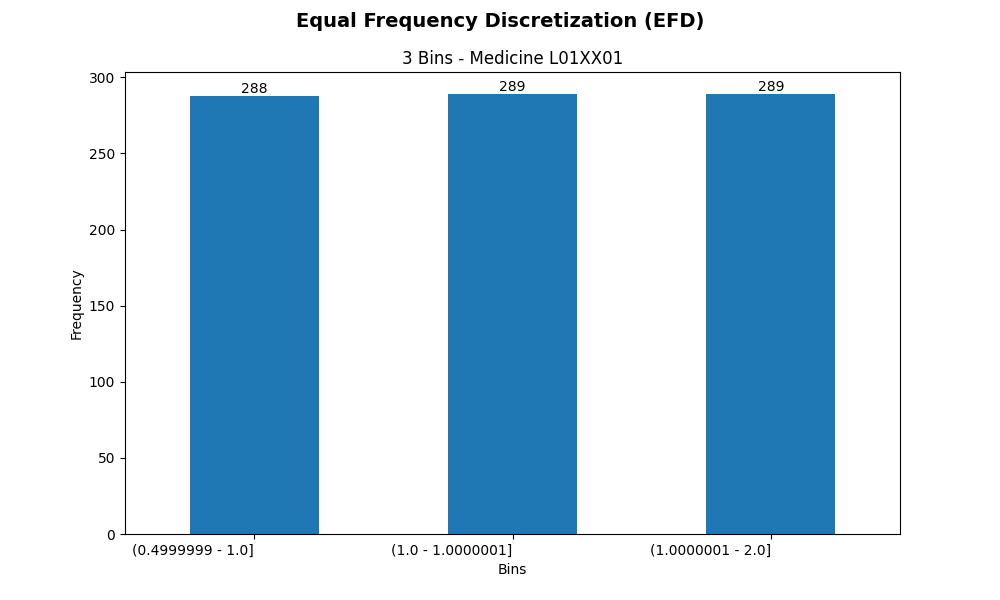 Equal Frequency Discretization (EFD)
3 Bins - Medicine L01XX01
300
250
200
150
100
50
0
Frequency
288
289
289
(0.4999999 - 1.0]
(1.0 - 1.0000001]
(1.0000001 - 2.0]
Bins